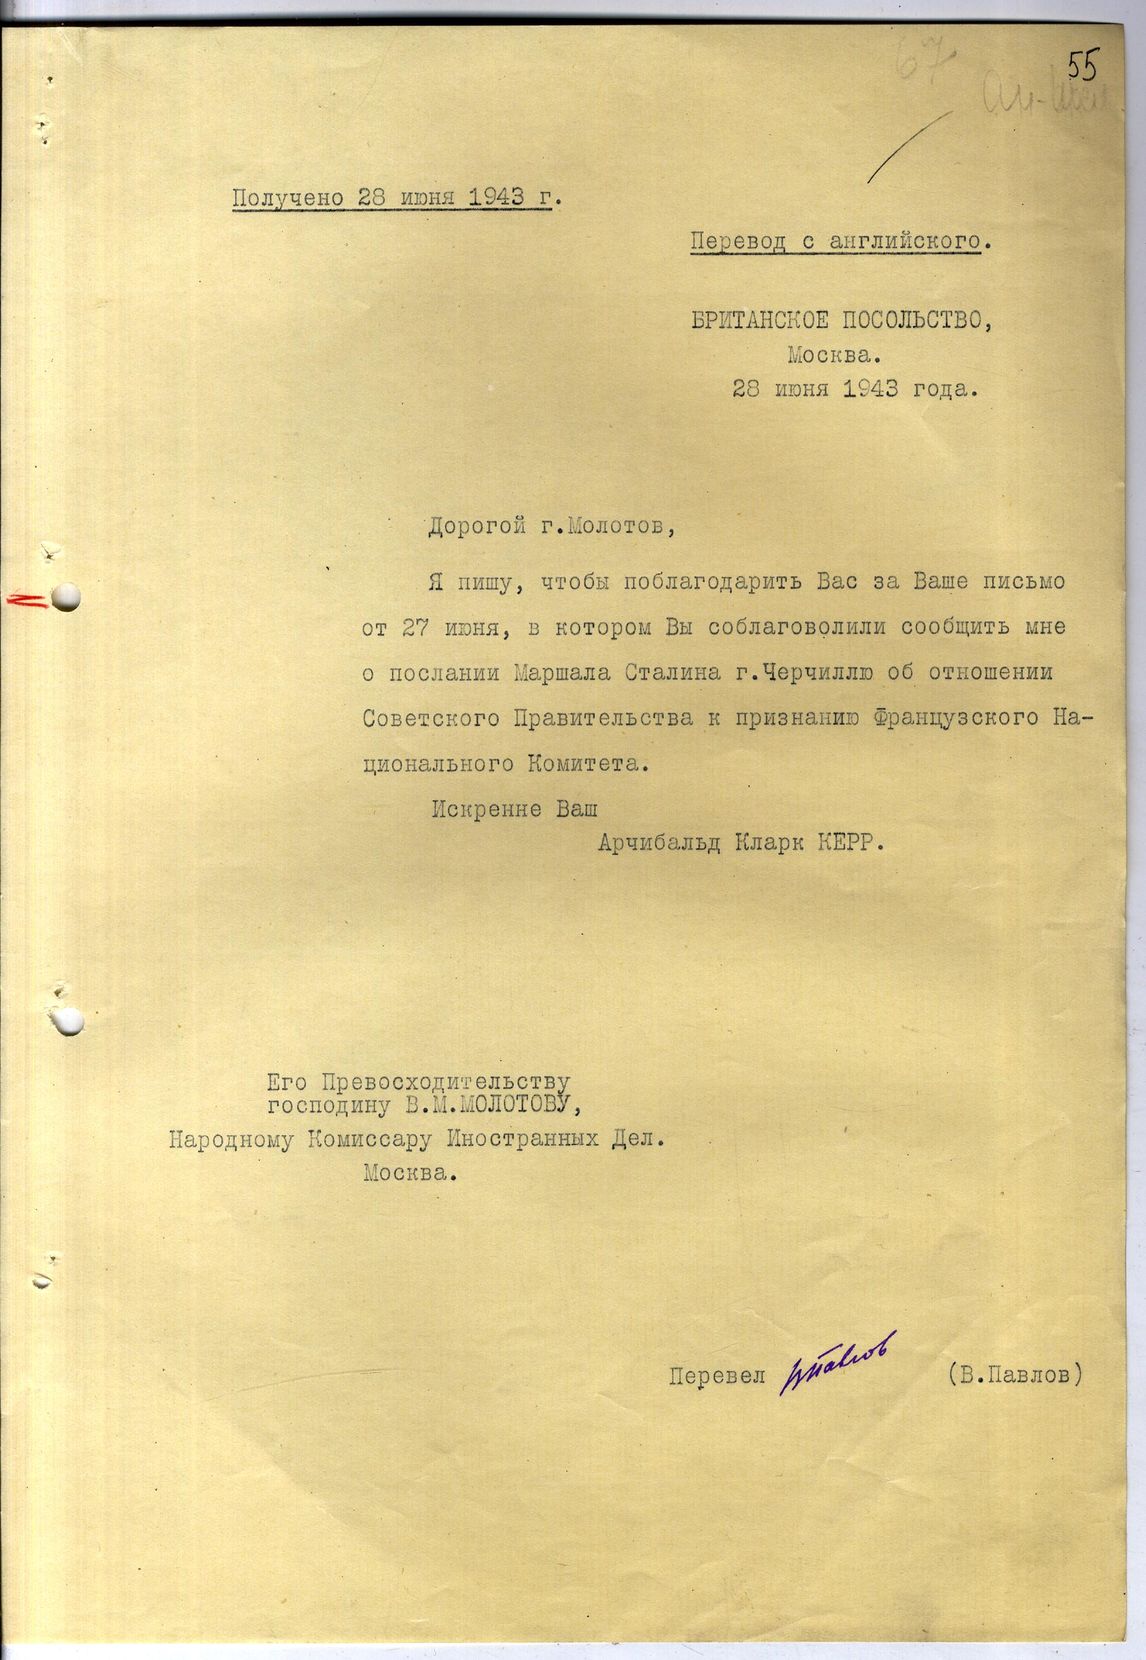 67
55
Получено 28 июня 1943 г.
Перевод с английского.
БРИТАНСКОЕ ПОСОЛЬСТВО,
Москва.
28 июня 1943 года.
Дорогой г.Молотов,
Я пишу, чтобы поблагодарить Вас за Ваше письмо
от 27 июня, в котором Вы соблаговолили сообщить мне
о послании Маршала Сталина г.Черчиллю об отношении
Советского Правительства к признанию Французского На-
ционального Комитета.
Искренне Ваш
Арчибальд Кларк КЕРР.
Его Превосходительству
господину В.М.МОЛОТОВУ,
Народному Комиссару Иностранных Дел.
Москва.
Перевел ВПавлов (В.Павлов)